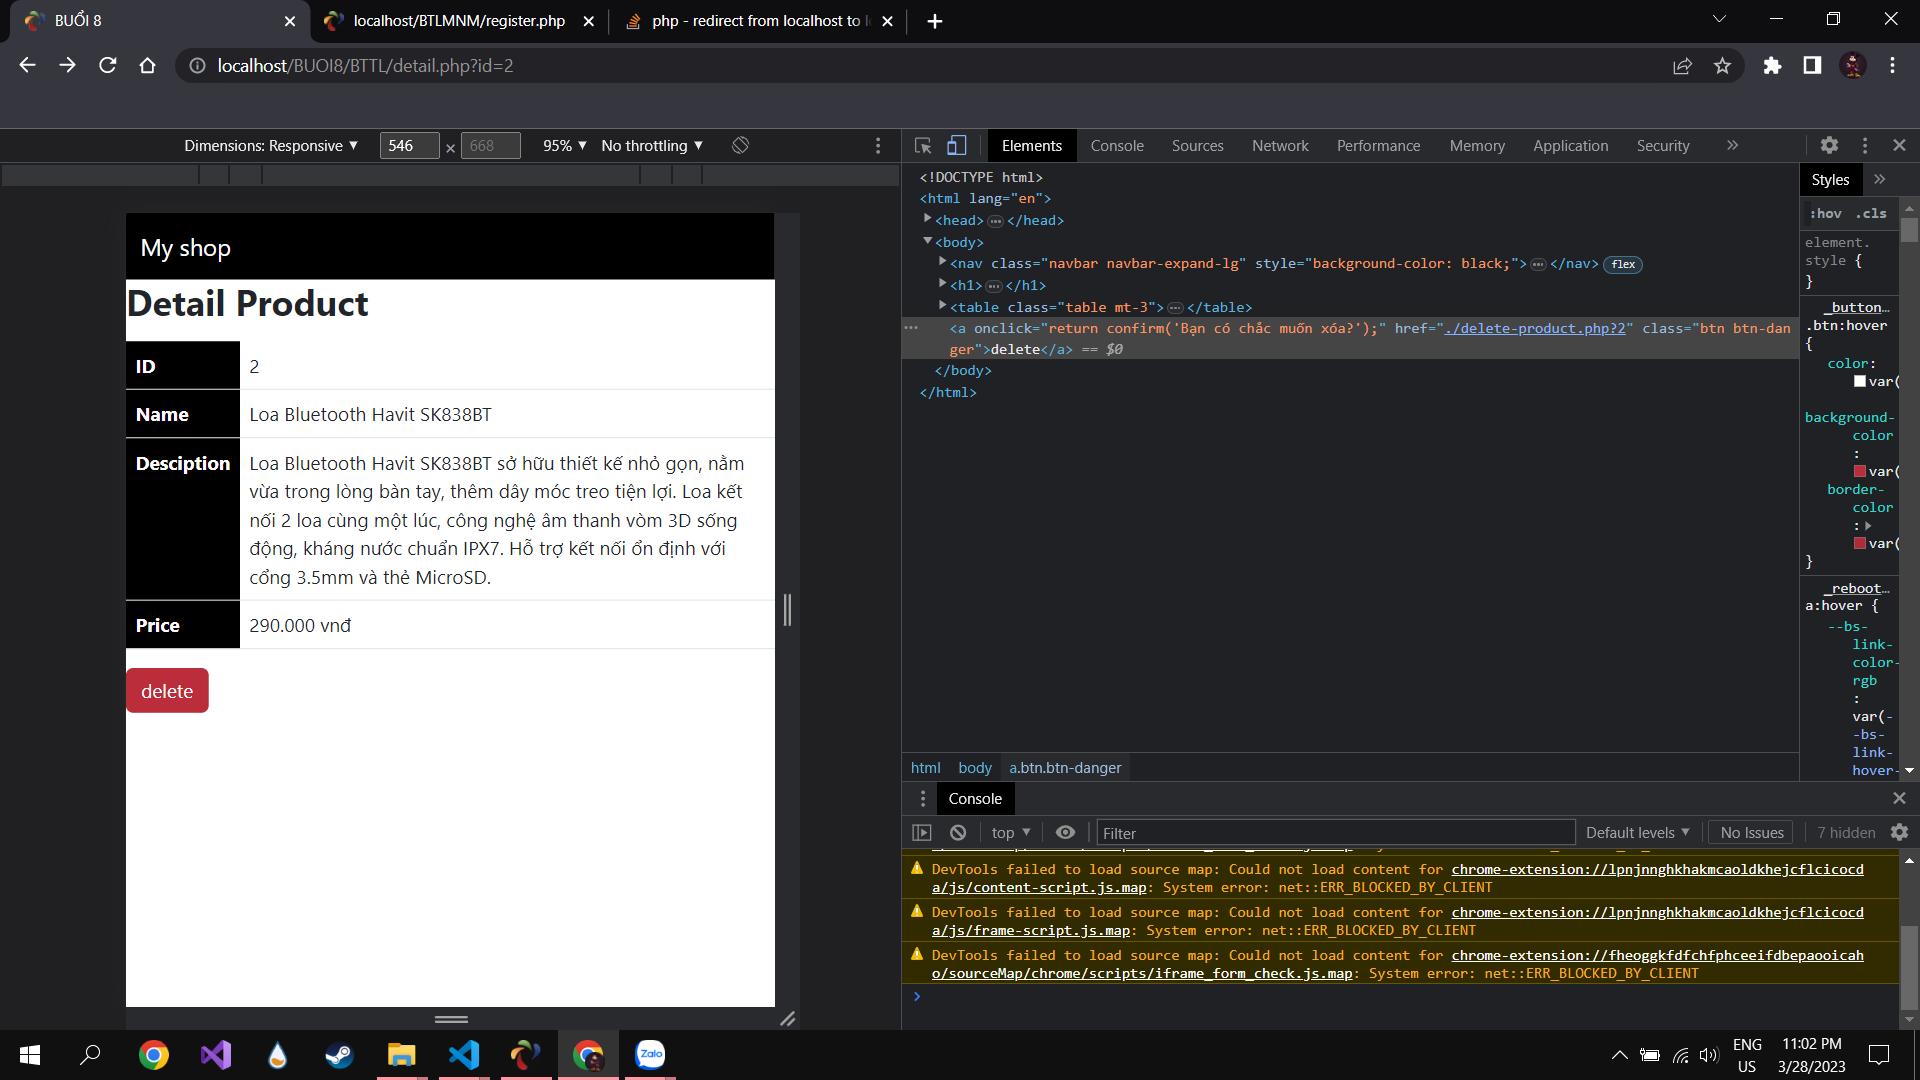 BUỔI 8
localhost/BTLMNM/register.php
php - redirect from localhost to l
localhost/BUOI8/BTTL/detail.php?id=2
Dimensions: Responsive ▼ 546 × 668 95% ▼ No throttling ▼
Elements Console Sources Network Performance Memory Application Security »
My shop
Detail Product
ID 2
Name Loa Bluetooth Havit SK838BT
Desciption Loa Bluetooth Havit SK838BT sở hữu thiết kế nhỏ gọn, nằm
vừa trong lòng bàn tay, thêm dây móc treo tiện lợi. Loa kết
nối 2 loa cùng một lúc, công nghệ âm thanh vòm 3D sống
động, kháng nước chuẩn IPX7. Hỗ trợ kết nối ổn định với
cổng 3.5mm và thẻ MicroSD.
Price 290.000 vnđ
delete
<!DOCTYPE html>
<html lang="en">
<head>…</head>
<body>
<nav class="navbar navbar-expand-lg" style="background-color: black;">…</nav> flex
<h1>…</h1>
<table class="table mt-3">…</table>
<a onclick="return confirm('Bạn có chắc muốn xóa?');" href="./delete-product.php?2" class="btn btn-dan
ger">delete</a> == $0
</body>
</html>
html body a.btn.btn-danger
Styles »
:hov .cls
element.
style {
}
_button…
.btn:hover
{
color:
var(
background-
color
:
var(
border-
color
:
var(
}
_reboot…
a:hover {
--bs-
link-
color-
rgb
:
var(-
-bs-
link-
hover-
Console
top ▼ Filter Default levels ▼ No Issues 7 hidden
DevTools failed to load source map: Could not load content for chrome-extension://lpnjnnghkhakmcaoldkhejcflcicocd
a/js/content-script.js.map: System error: net::ERR_BLOCKED_BY_CLIENT
DevTools failed to load source map: Could not load content for chrome-extension://lpnjnnghkhakmcaoldkhejcflcicocd
a/js/frame-script.js.map: System error: net::ERR_BLOCKED_BY_CLIENT
DevTools failed to load source map: Could not load content for chrome-extension://fheoggkfdfchfphceeifdbepaooicah
o/sourceMap/chrome/scripts/iframe_form_check.js.map: System error: net::ERR_BLOCKED_BY_CLIENT
Zalo
ENG
US
11:02 PM
3/28/2023